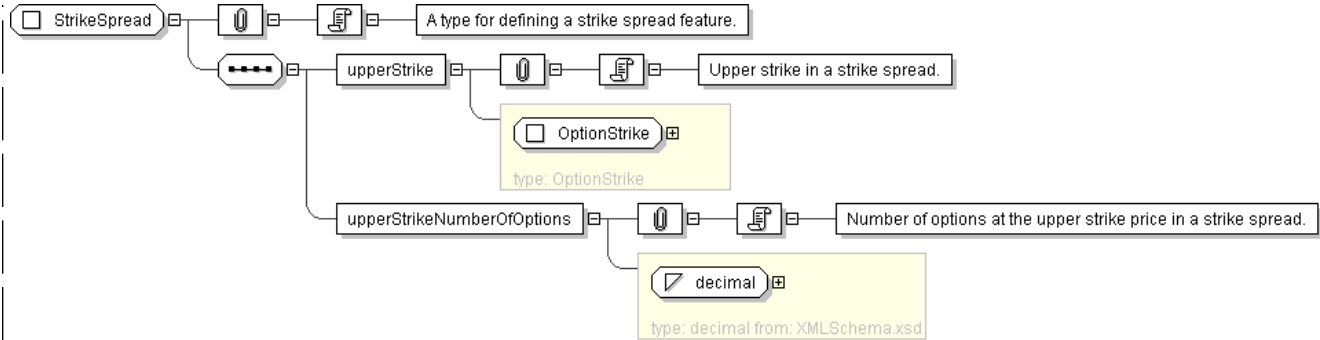 StrikeSpread
A type for defining a strike spread feature.
upperStrike
Upper strike in a strike spread.
OptionStrike
type: OptionStrike
upperStrikeNumberOfOptions
Number of options at the upper strike price in a strike spread.
decimal
type: decimal from: XMLSchema.xsd